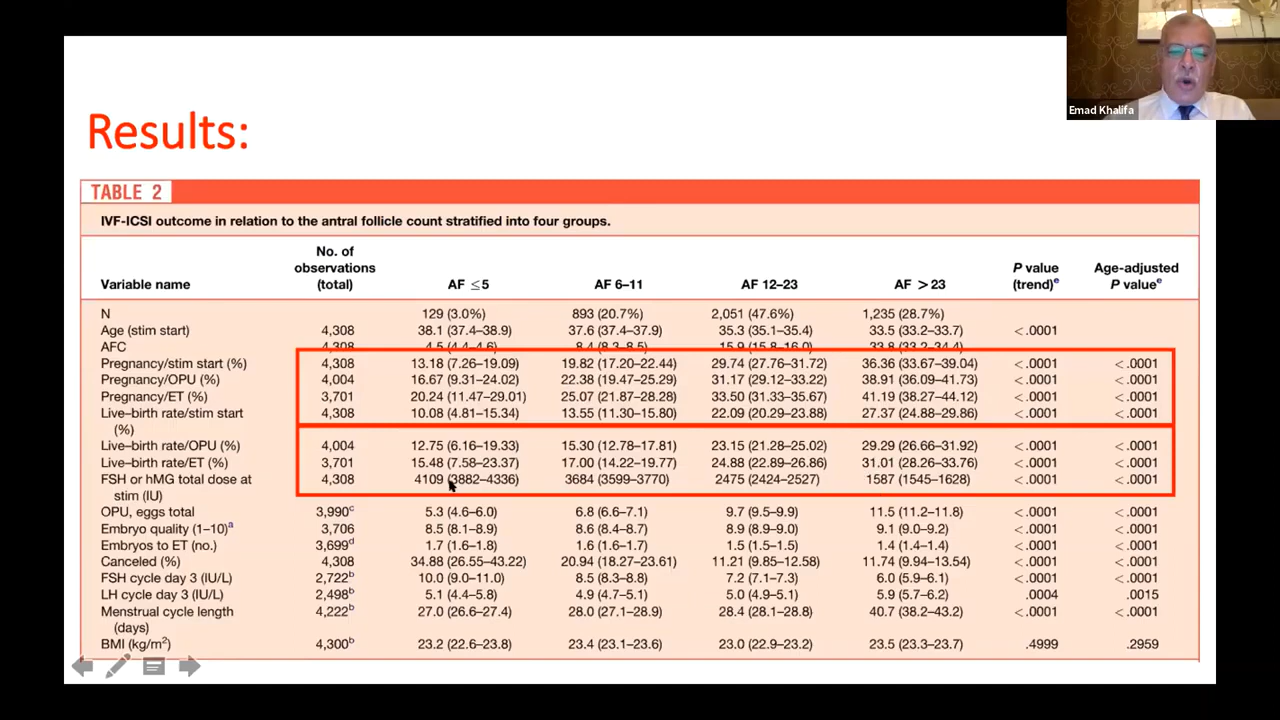 Emad Khalifa
Results:
TABLE 2
IVF-ICSI outcome in relation to the antral follicle count stratified into four groups.
Variable name No. of observations (total) AF ≤5 AF 6–11 AF 12–23 AF >23 P value (trend)e Age-adjusted P valuee
N 129 (3.0%) 893 (20.7%) 2,051 (47.6%) 1,235 (28.7%)
Age (stim start) 4,308 38.1 (37.4–38.9) 37.6 (37.4–37.9) 35.3 (35.1–35.4) 33.5 (33.2–33.7) <.0001
AFC 4,308 4.5 (4.4–4.6) 8.4 (8.3–8.5) 15.9 (15.8–16.0) 33.8 (33.2–34.4)
Pregnancy/stim start (%) 4,308 13.18 (7.26–19.09) 19.82 (17.20–22.44) 29.74 (27.76–31.72) 36.36 (33.67–39.04) <.0001 <.0001
Pregnancy/OPU (%) 4,004 16.67 (9.31–24.02) 22.38 (19.47–25.29) 31.17 (29.12–33.22) 38.91 (36.09–41.73) <.0001 <.0001
Pregnancy/ET (%) 3,701 20.24 (11.47–29.01) 25.07 (21.87–28.28) 33.50 (31.33–35.67) 41.19 (38.27–44.12) <.0001 <.0001
Live–birth rate/stim start 4,308 10.08 (4.81–15.34) 13.55 (11.30–15.80) 22.09 (20.29–23.88) 27.37 (24.88–29.86) <.0001 <.0001
(%)
Live–birth rate/OPU (%) 4,004 12.75 (6.16–19.33) 15.30 (12.78–17.81) 23.15 (21.28–25.02) 29.29 (26.66–31.92) <.0001 <.0001
Live–birth rate/ET (%) 3,701 15.48 (7.58–23.37) 17.00 (14.22–19.77) 24.88 (22.89–26.86) 31.01 (28.26–33.76) <.0001 <.0001
FSH or hMG total dose at 4,308 4109 (3882–4336) 3684 (3599–3770) 2475 (2424–2527) 1587 (1545–1628) <.0001 <.0001
stim (IU)
OPU, eggs total 3,990c 5.3 (4.6–6.0) 6.8 (6.6–7.1) 9.7 (9.5–9.9) 11.5 (11.2–11.8) <.0001 <.0001
Embryo quality (1–10)a 3,706 8.5 (8.1–8.9) 8.6 (8.4–8.7) 8.9 (8.9–9.0) 9.1 (9.0–9.2) <.0001 <.0001
Embryos to ET (no.) 3,699d 1.7 (1.6–1.8) 1.6 (1.6–1.7) 1.5 (1.5–1.5) 1.4 (1.4–1.4) <.0001 <.0001
Canceled (%) 4,308 34.88 (26.55–43.22) 20.94 (18.27–23.61) 11.21 (9.85–12.58) 11.74 (9.94–13.54) <.0001 <.0001
FSH cycle day 3 (IU/L) 2,722b 10.0 (9.0–11.0) 8.5 (8.3–8.8) 7.2 (7.1–7.3) 6.0 (5.9–6.1) <.0001 <.0001
LH cycle day 3 (IU/L) 2,498b 5.1 (4.4–5.8) 4.9 (4.7–5.1) 5.0 (4.9–5.1) 5.9 (5.7–6.2) .0004 .0015
Menstrual cycle length 4,222b 27.0 (26.6–27.4) 28.0 (27.1–28.9) 28.4 (28.1–28.8) 40.7 (38.2–43.2) <.0001 <.0001
(days)
BMI (kg/m2) 4,300b 23.2 (22.6–23.8) 23.4 (23.1–23.6) 23.0 (22.9–23.2) 23.5 (23.3–23.7) .4999 .2959